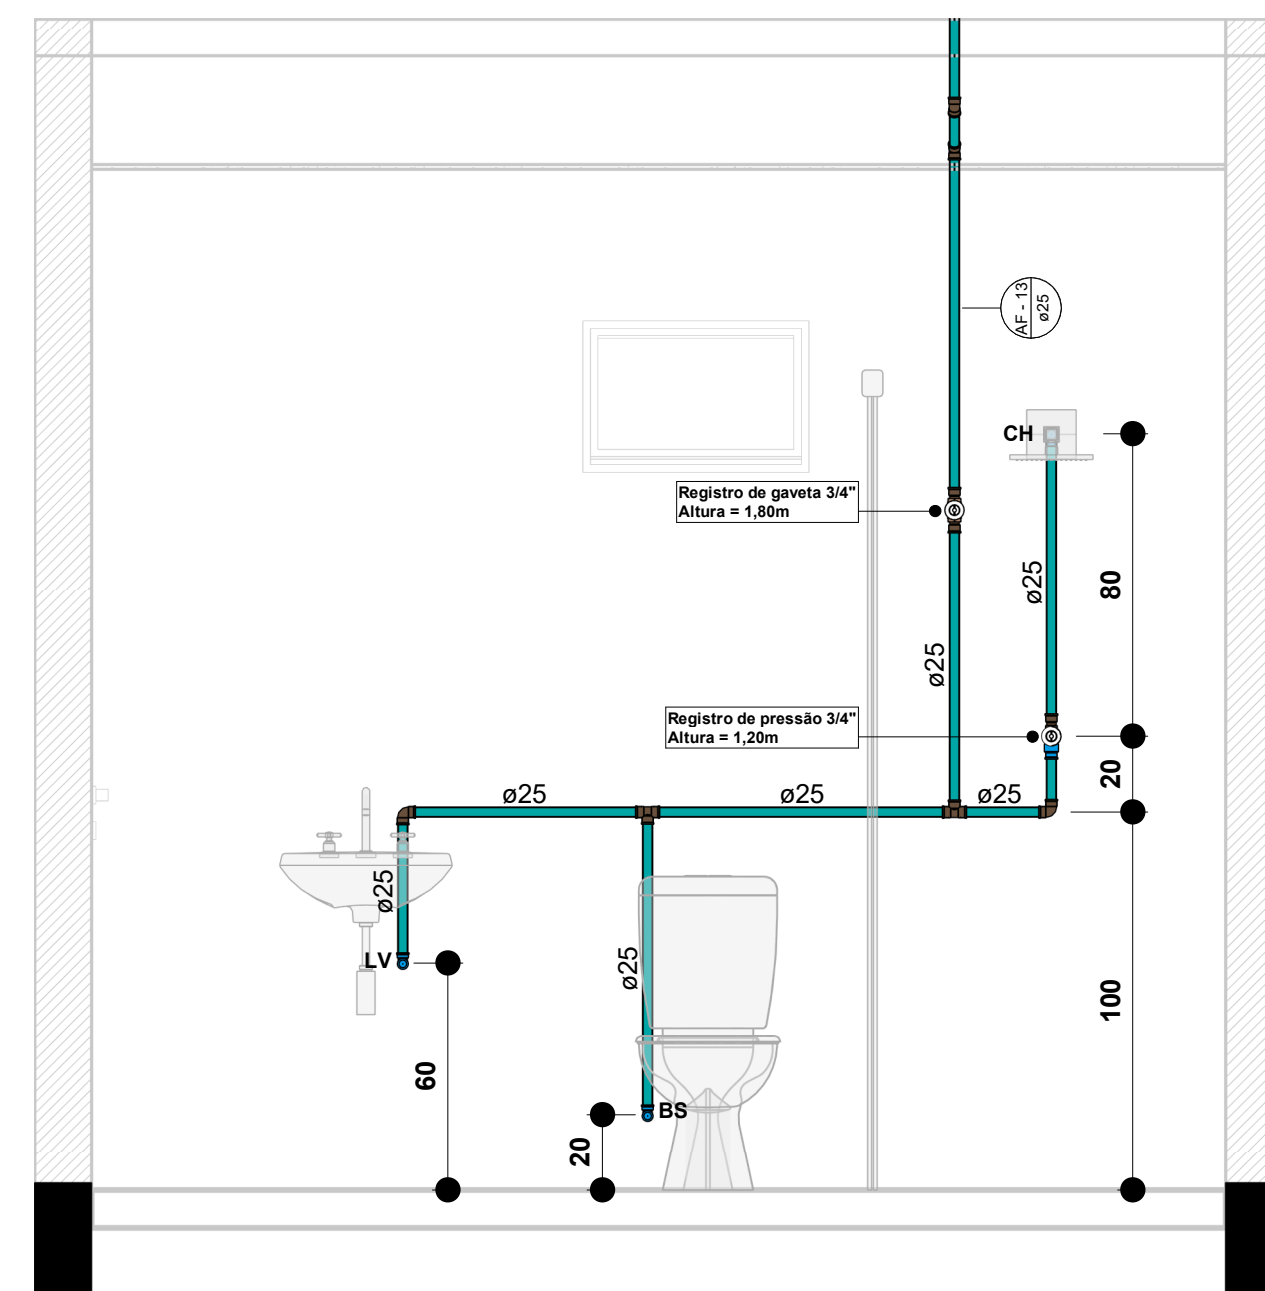 AF - 13
ø25
CH
Registro de gaveta 3/4"
Altura = 1,80m
ø25
80
ø25
Registro de pressão 3/4"
Altura = 1,20m
20
ø25
ø25
ø25
ø25
LV
ø25
100
60
BS
20